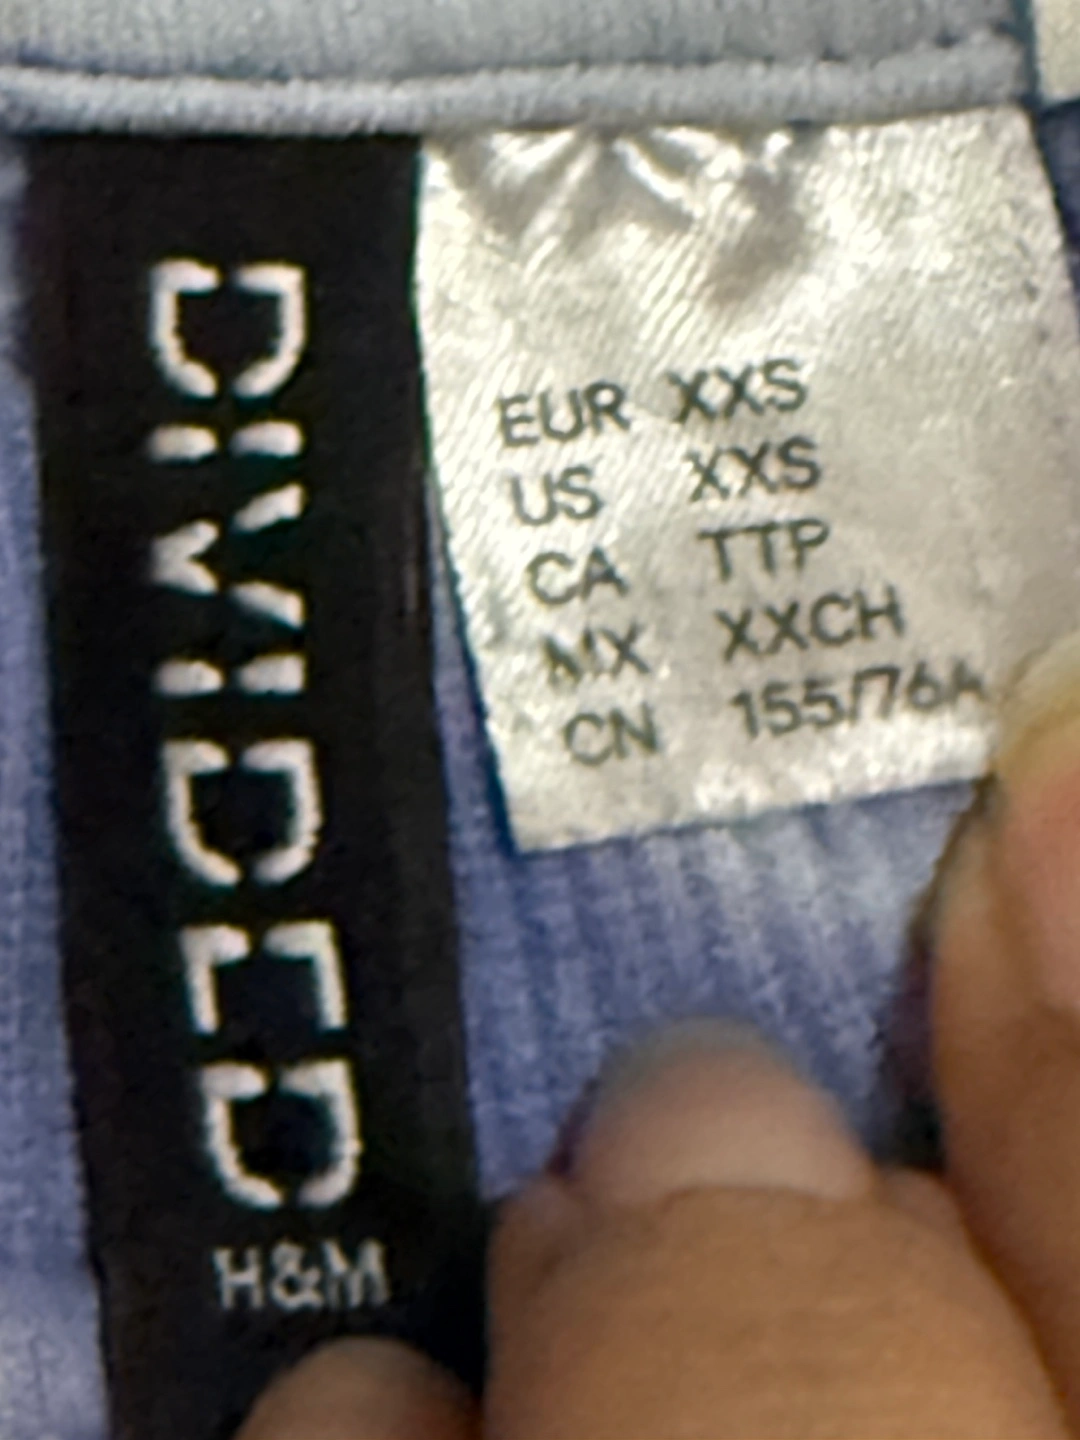 DIVIDED
H&M
EUR XXS
US XXS
CA TTP
MX XXCH
CN 155/76A